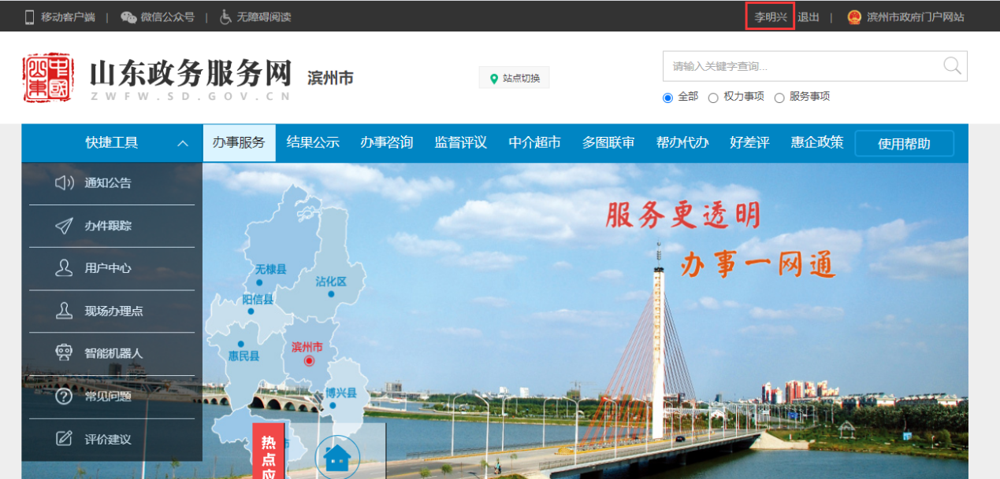 移动客户端 | 微信公众号 | 无障碍阅读 李明兴 退出 | 滨州市政府门户网站
山东政务服务网 滨州市
ZWFW.SD.GOV.CN
站点切换
请输入关键字查询...
全部 权力事项 服务事项
快捷工具 办事服务 结果公示 办事咨询 监督评议 中介超市 多图联审 帮办代办 好差评 惠企政策 使用帮助
通知公告
办件跟踪
用户中心
现场办理点
智能机器人
常见问题
评价建议
服务更透明
办事一网通
无棣县
沾化区
阳信县
滨州市
惠民县
博兴县
热点应